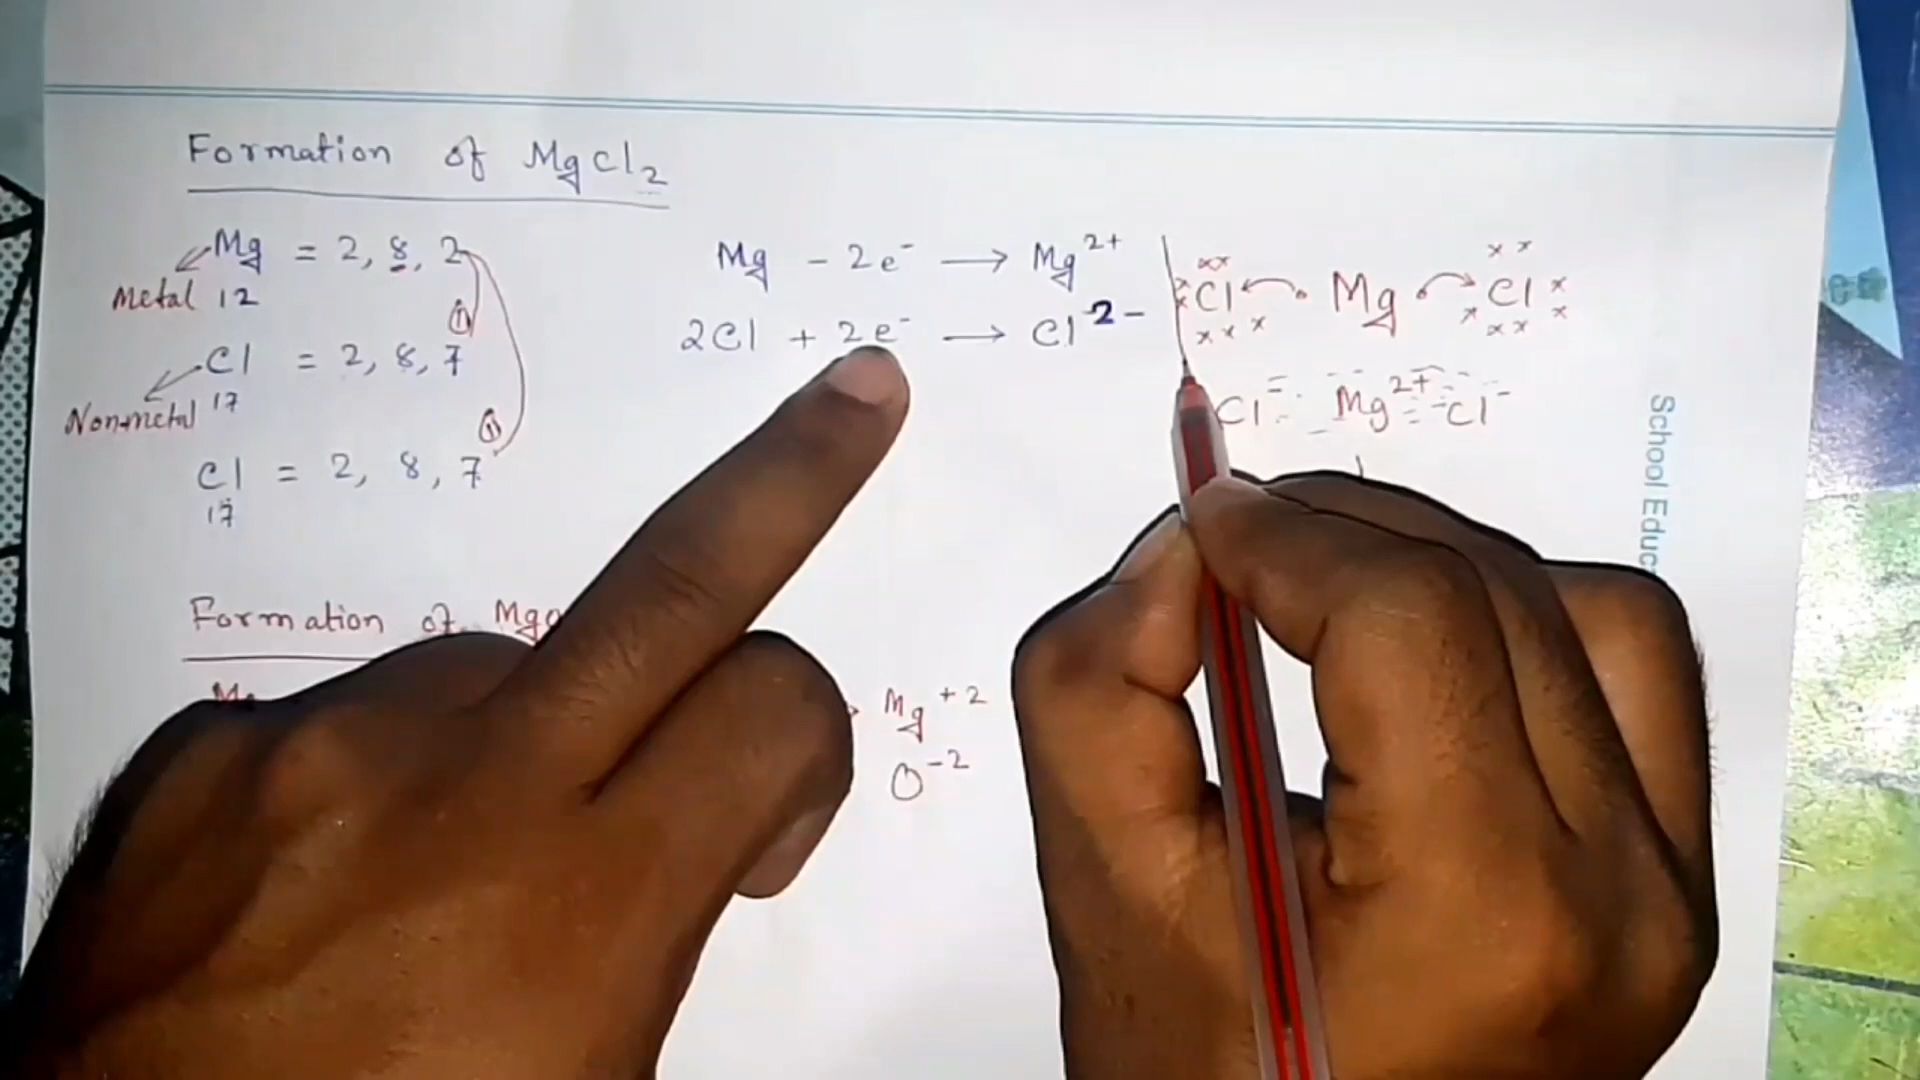 Formation of MgCl2
Mg = 2, 8, 2
Metal 12
Cl = 2, 8, 7
Nonmetal 17
Cl = 2, 8, 7
17
Mg - 2e⁻ → Mg²⁺
2Cl + 2e⁻ → Cl²⁻
Cl Mg Cl
Cl⁻ Mg²⁺ Cl⁻
Formation of
Mg⁺²
O⁻²
School